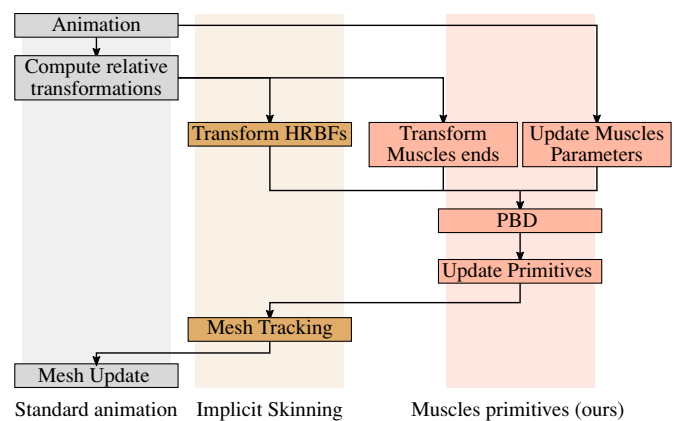 Animation
Compute relative
transformations
Transform HRBFs
Transform
Muscles ends
Update Muscles
Parameters
PBD
Update Primitives
Mesh Tracking
Mesh Update
Standard animation
Implicit Skinning
Muscles primitives (ours)